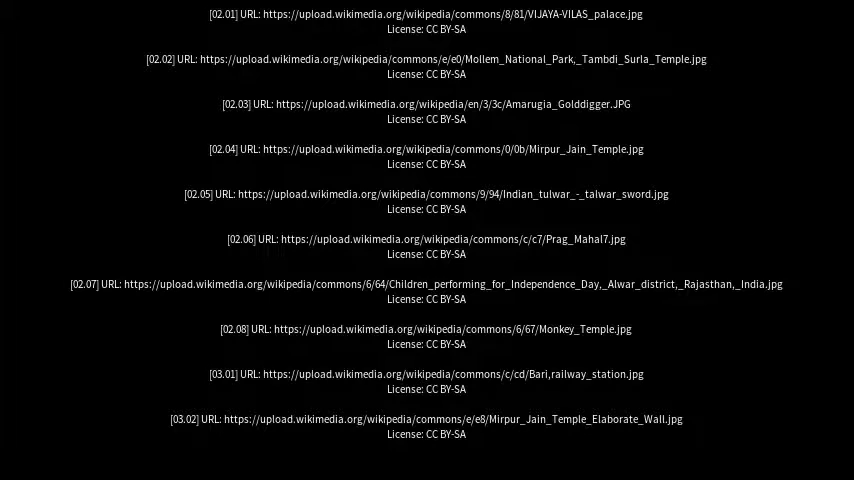 [02.01] URL: https://upload.wikimedia.org/wikipedia/commons/8/81/VIJAYA-VILAS_palace.jpg
License: CC BY-SA
[02.02] URL: https://upload.wikimedia.org/wikipedia/commons/e/e0/Mollem_National_Park,_Tambdi_Surla_Temple.jpg
License: CC BY-SA
[02.03] URL: https://upload.wikimedia.org/wikipedia/en/3/3c/Amarugia_Golddigger.JPG
License: CC BY-SA
[02.04] URL: https://upload.wikimedia.org/wikipedia/commons/0/0b/Mirpur_Jain_Temple.jpg
License: CC BY-SA
[02.05] URL: https://upload.wikimedia.org/wikipedia/commons/9/94/Indian_tulwar_-_talwar_sword.jpg
License: CC BY-SA
[02.06] URL: https://upload.wikimedia.org/wikipedia/commons/c/c7/Prag_Mahal7.jpg
License: CC BY-SA
[02.07] URL: https://upload.wikimedia.org/wikipedia/commons/6/64/Children_performing_for_Independence_Day,_Alwar_district,_Rajasthan,_India.jpg
License: CC BY-SA
[02.08] URL: https://upload.wikimedia.org/wikipedia/commons/6/67/Monkey_Temple.jpg
License: CC BY-SA
[03.01] URL: https://upload.wikimedia.org/wikipedia/commons/c/cd/Bari,railway_station.jpg
License: CC BY-SA
[03.02] URL: https://upload.wikimedia.org/wikipedia/commons/e/e8/Mirpur_Jain_Temple_Elaborate_Wall.jpg
License: CC BY-SA